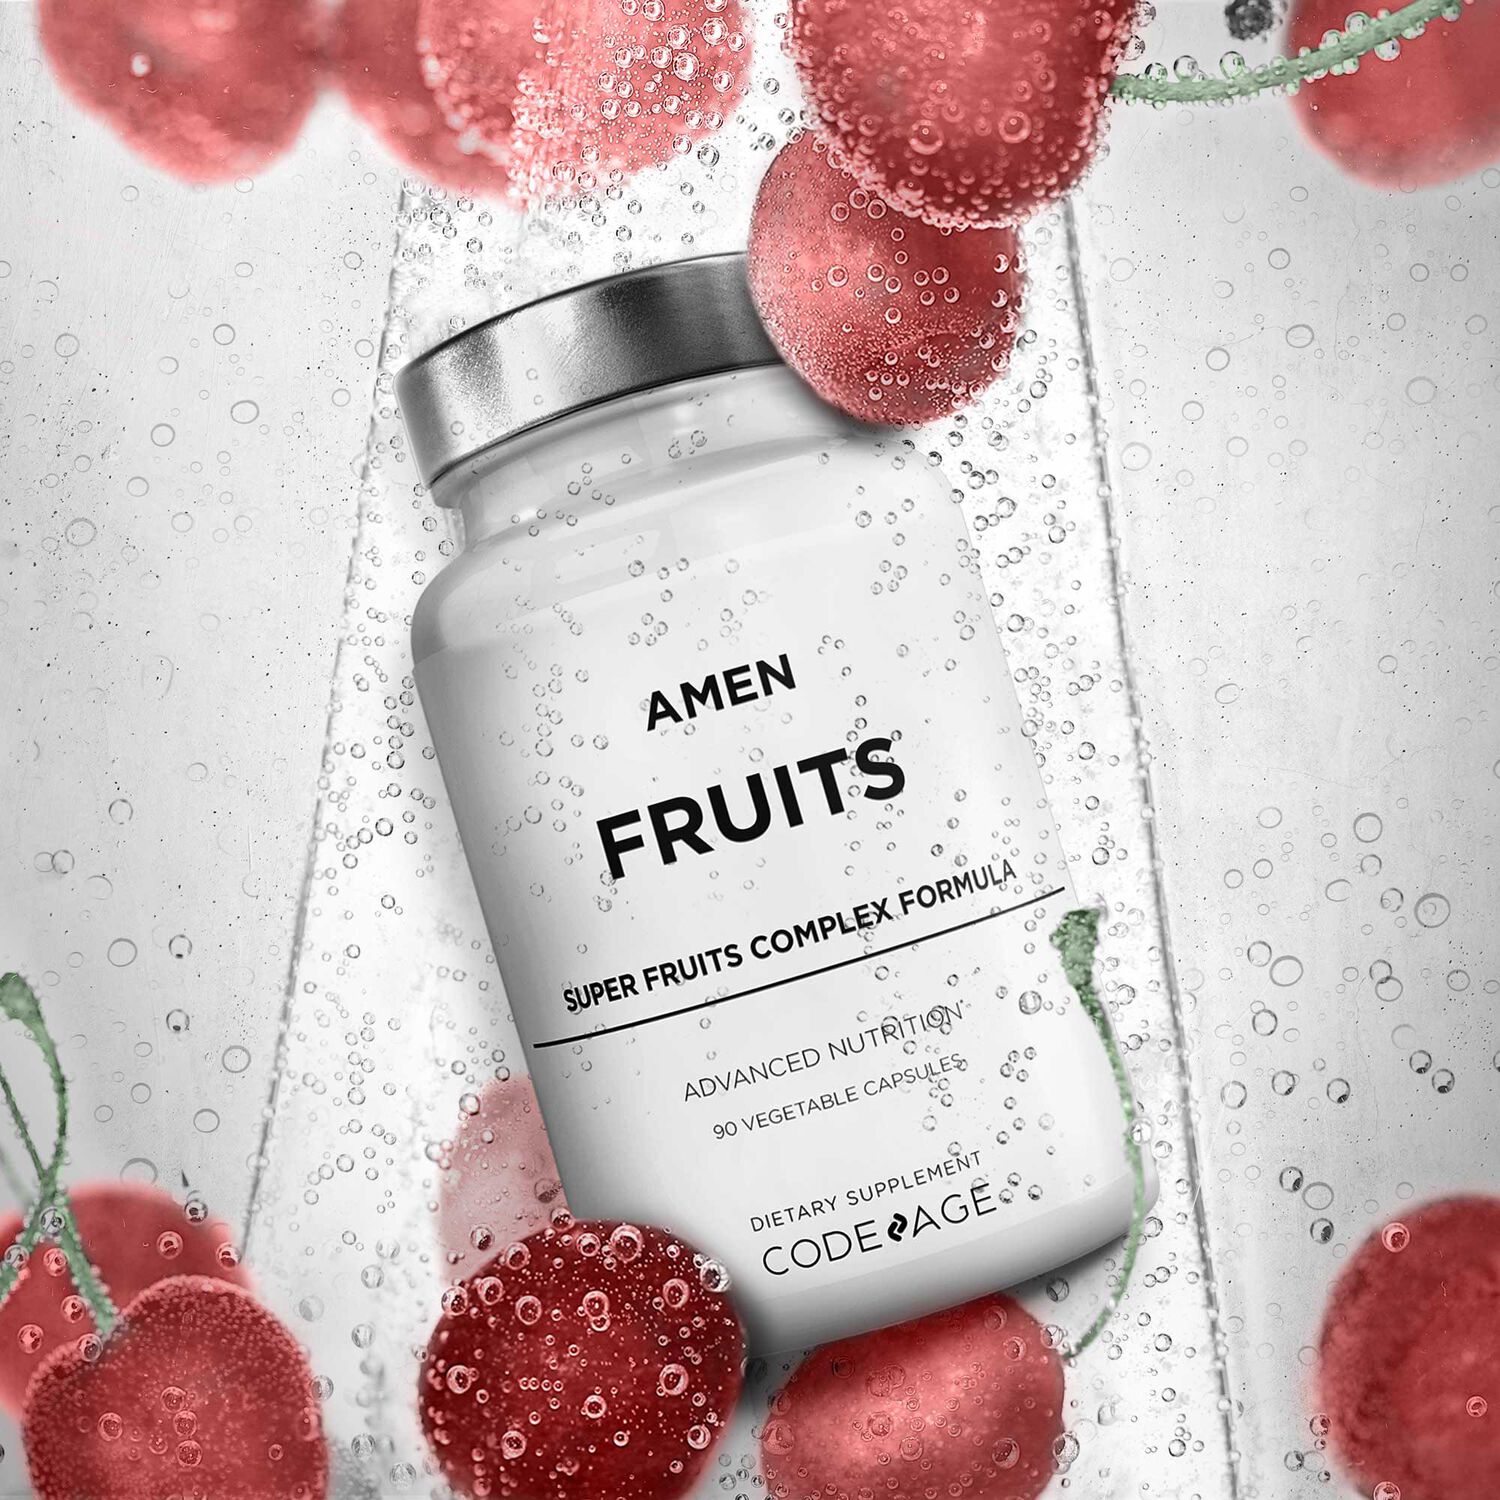 AMEN
FRUITS
SUPER FRUITS COMPLEX FORMULA
ADVANCED NUTRITION*
90 VEGETABLE CAPSULES
DIETARY SUPPLEMENT
CODEAGE